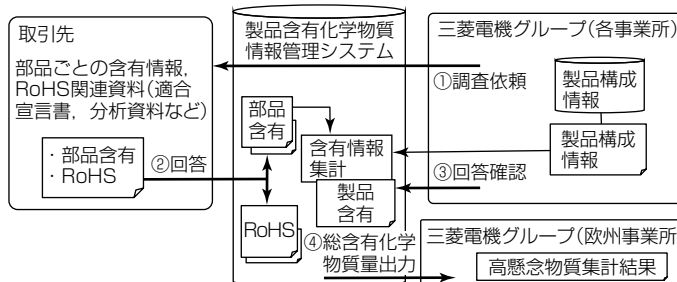 取引先
部品ごとの含有情報,
RoHS関連資料(適合
宣言書，分析資料など)
・部品含有
・RoHS
②回答
製品含有化学物質
情報管理システム
部品
含有
含有情報
集計
製品
含有
RoHS
④総含有化学
物質量出力
三菱電機グループ(各事業所)
①調査依頼
製品構成
情報
製品構成
情報
③回答確認
三菱電機グループ(欧州事業所
高懸念物質集計結果